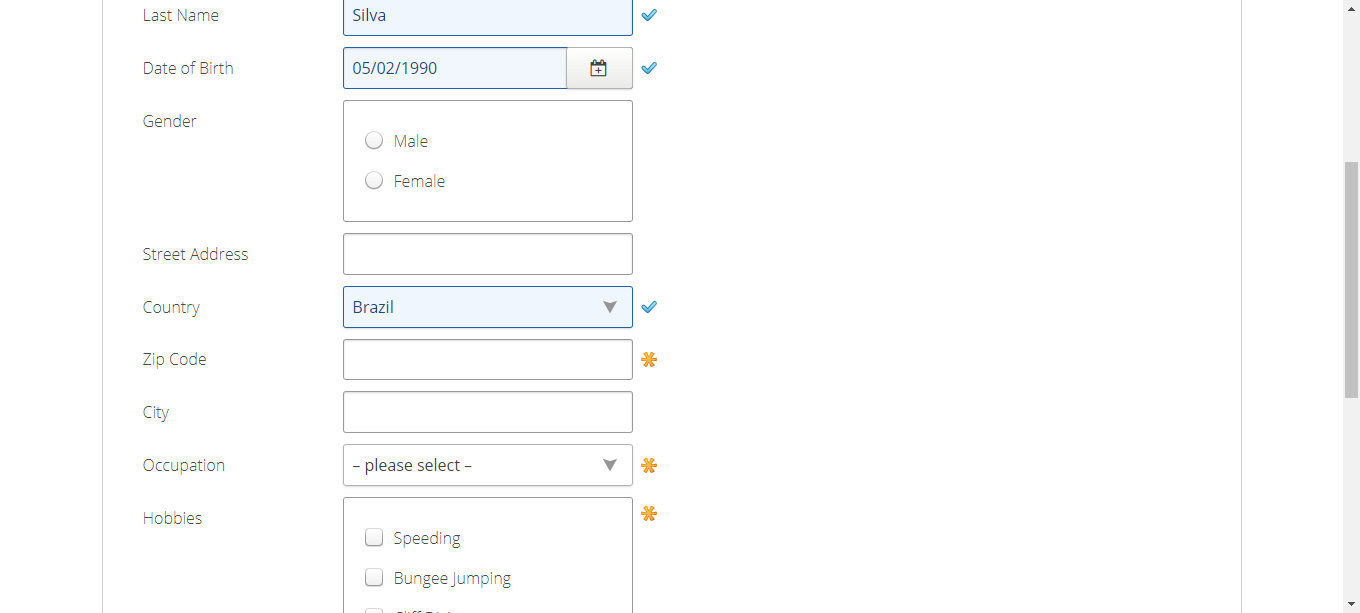 Last Name Silva
Date of Birth 05/02/1990
Gender
Male
Female
Street Address
Country Brazil
Zip Code
City
Occupation – please select –
Hobbies
Speeding
Bungee Jumping